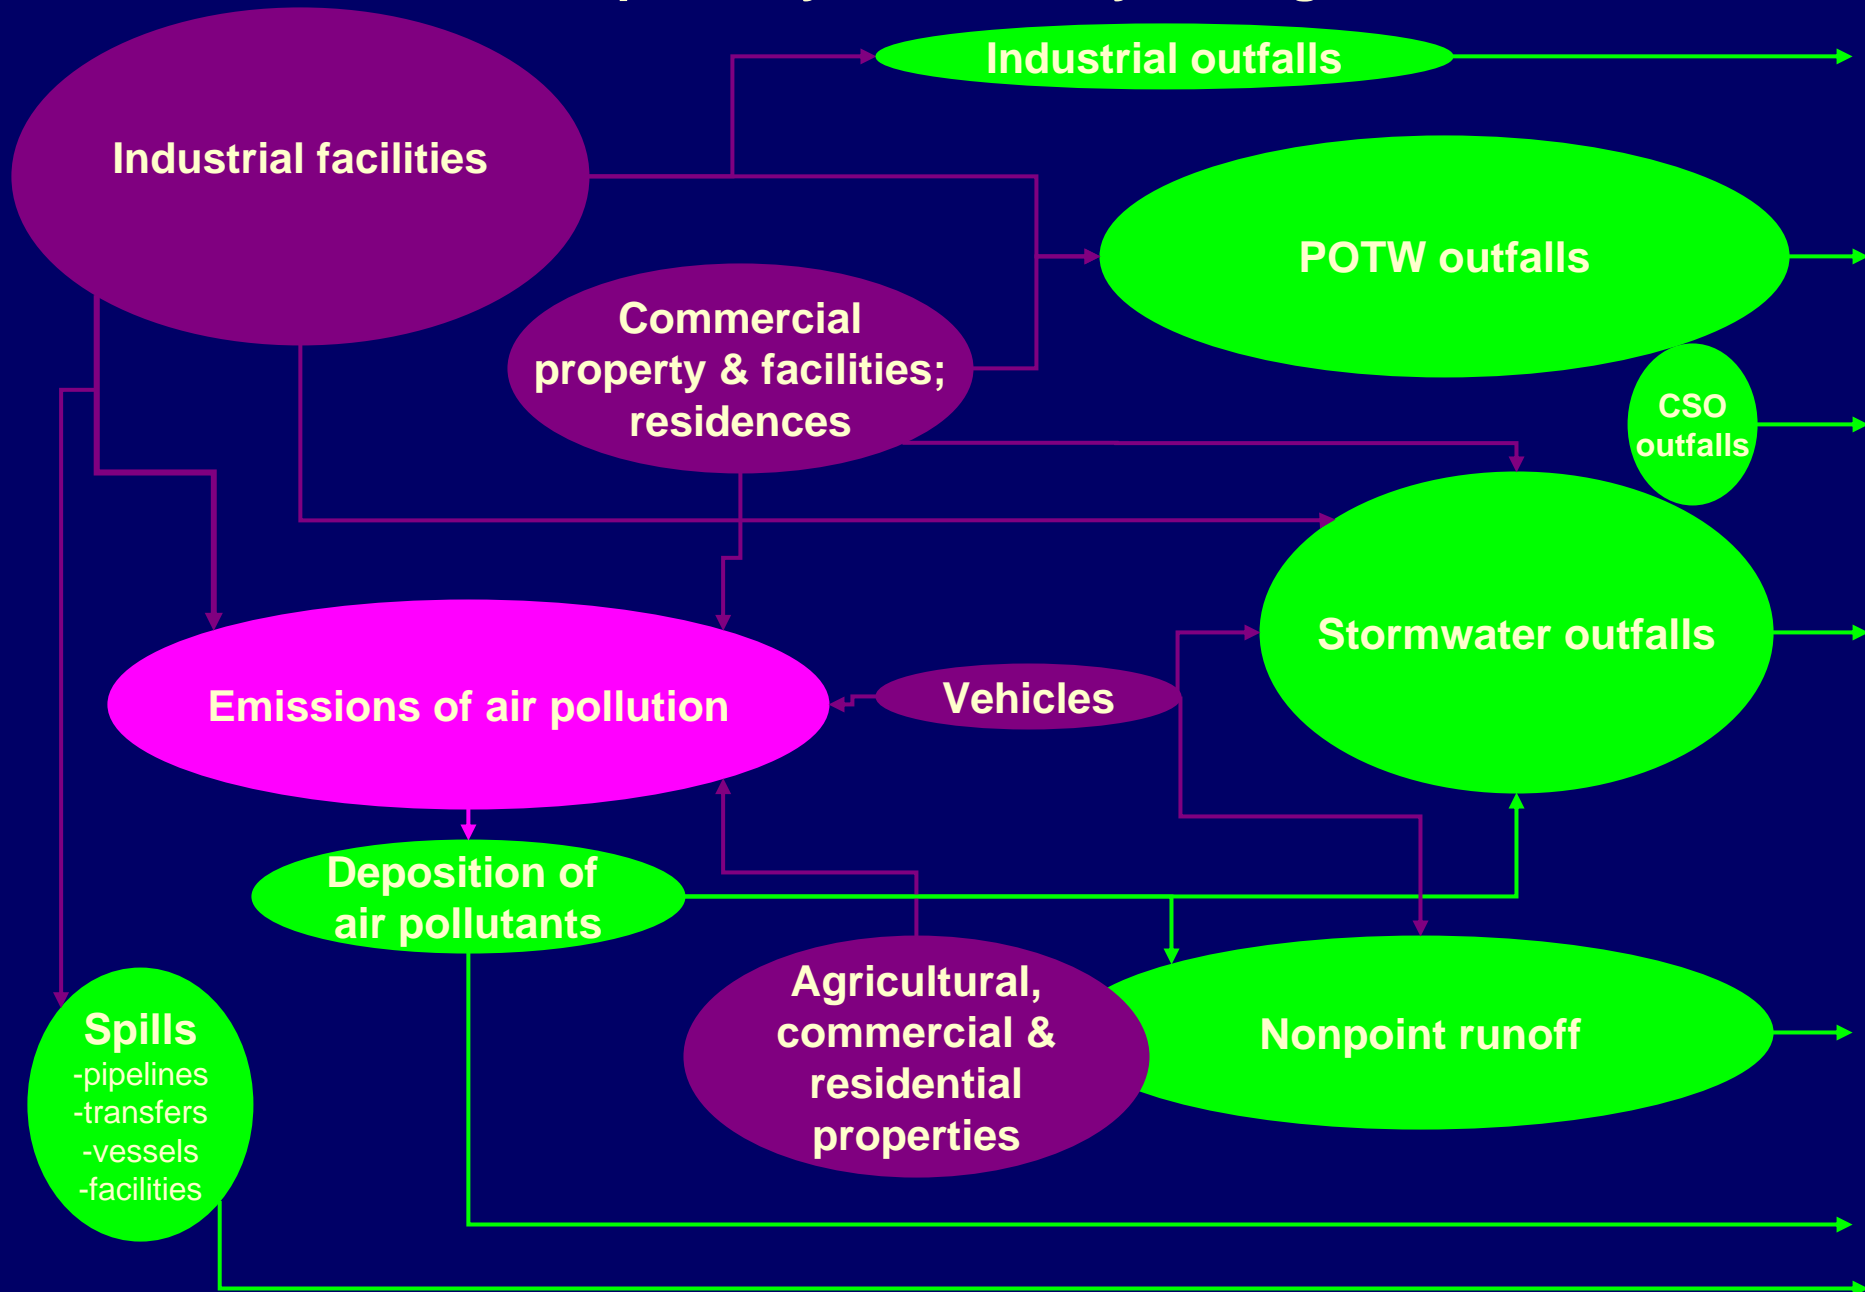 Industrial outfalls
Industrial facilities
POTW outfalls
Commercial
property & facilities;
residences
CSO
outfalls
Stormwater outfalls
Emissions of air pollution
Vehicles
Deposition of
air pollutants
Agricultural,
commercial &
residential
properties
Nonpoint runoff
Spills
-pipelines
-transfers
-vessels
-facilities